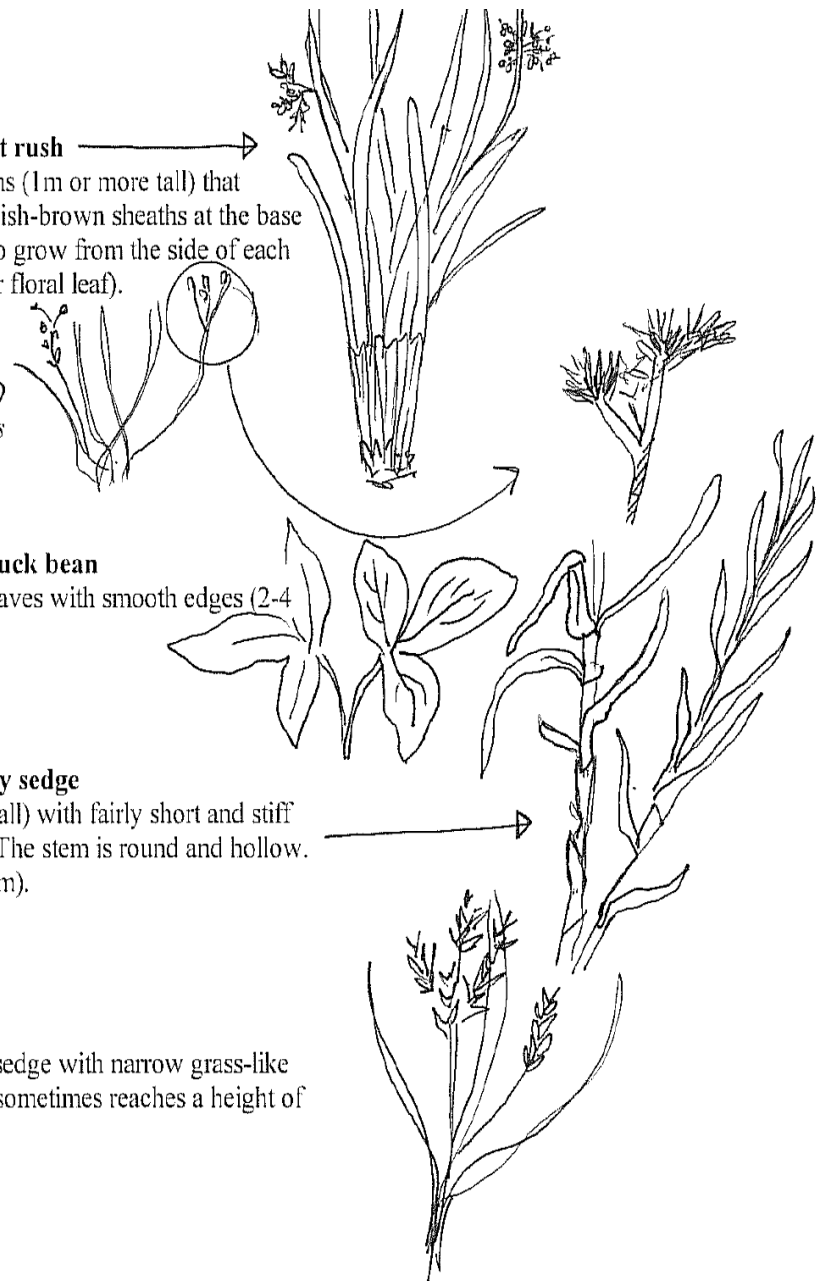 t rush
ns (1m or more tall) that
ish-brown sheaths at the base
o grow from the side of each
r floral leaf).
s
uck bean
aves with smooth edges (2-4
y sedge
all) with fairly short and stiff
The stem is round and hollow.
m).
sedge with narrow grass-like
sometimes reaches a height of